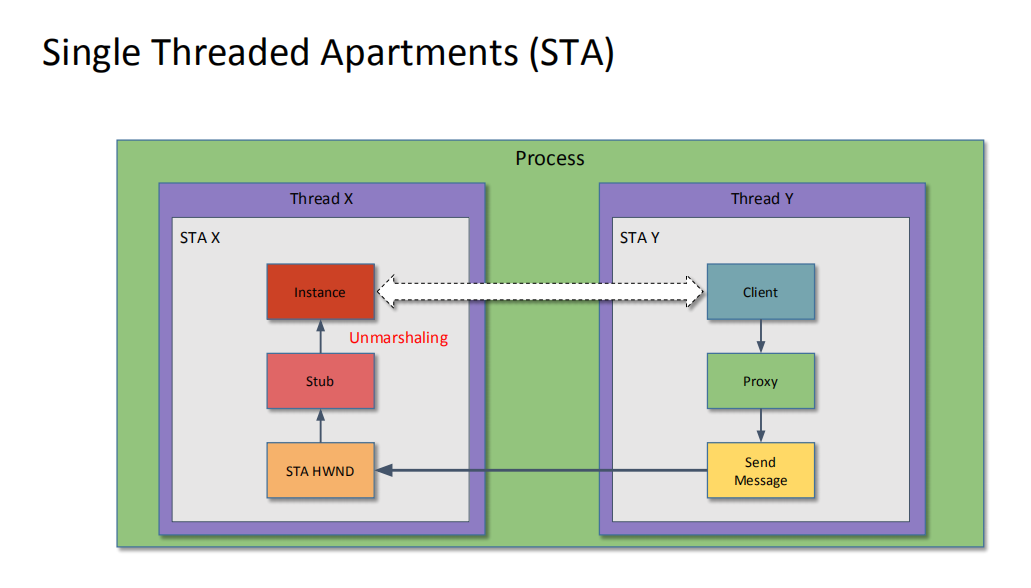 Single Threaded Apartments (STA)
Process
Thread X
Thread Y
STA X
STA Y
Instance
Client
Unmarshaling
Stub
Proxy
STA HWND
Send
Message